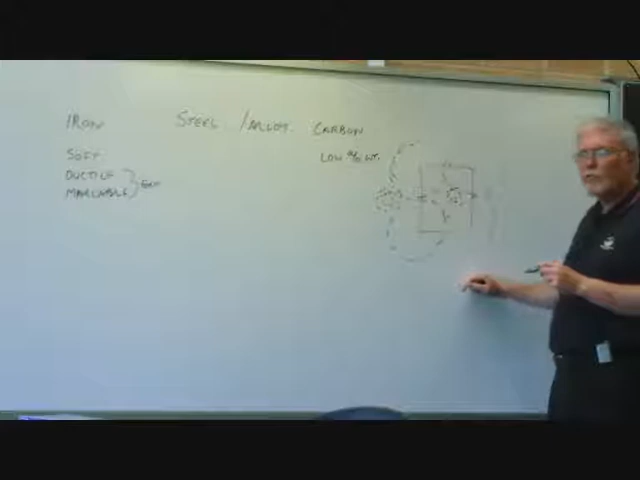 IRON STEEL / ALLOY CARBON
SOFT LOW % WT.
DUCTILE
MALLEABLE